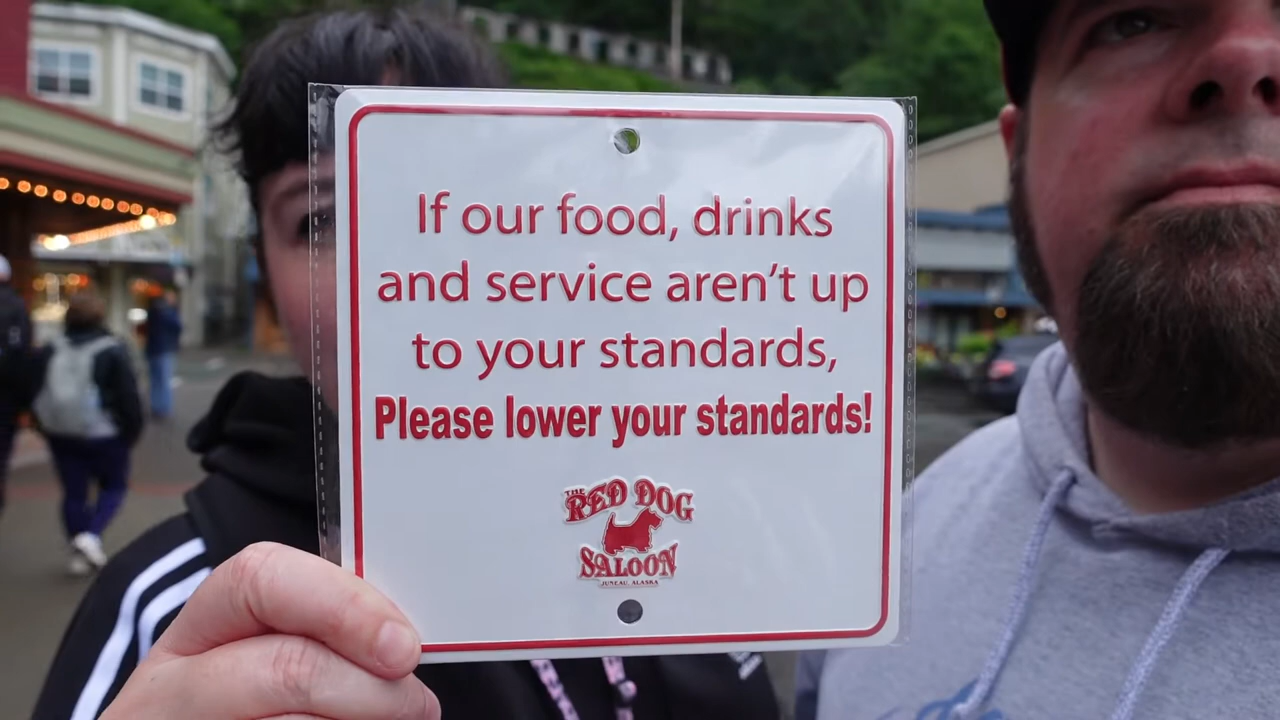 If our food, drinks
and service aren't up
to your standards,
Please lower your standards!
THE
RED DOG
SALOON
JUNEAU, ALASKA